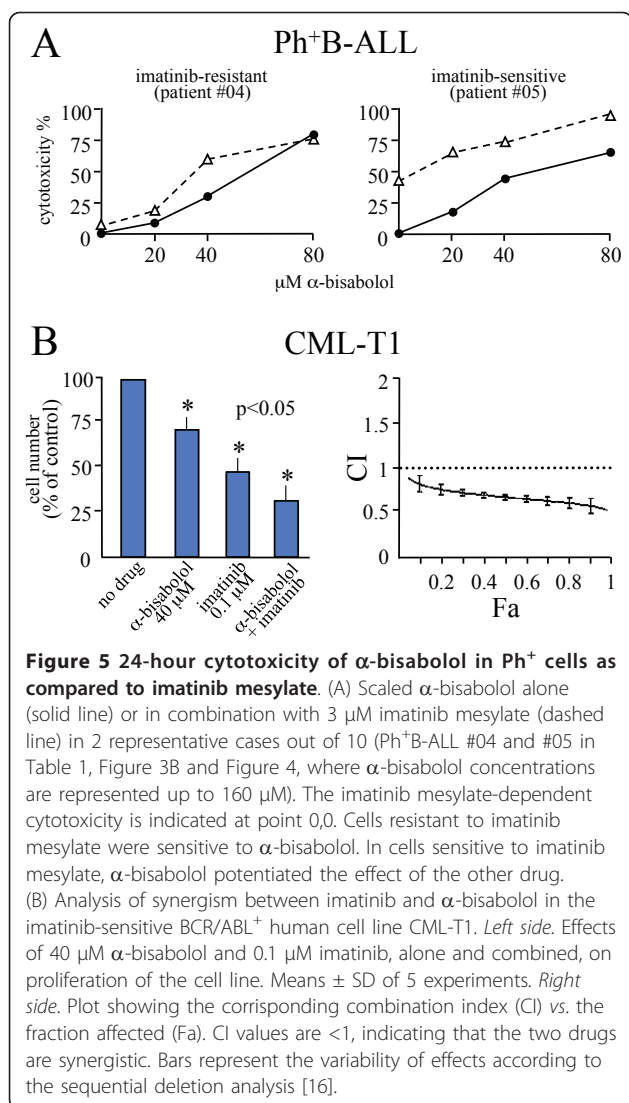 A
Ph⁺B-ALL
imatinib-resistant
(patient #04)
imatinib-sensitive
(patient #05)
cytotoxicity %
100
75
50
25
0
20
40
80
100
75
50
25
0
20
40
80
µM α-bisabolol
B
CML-T1
cell number
(% of control)
100
75
50
25
0
*
*
*
p<0.05
no drug
α-bisabolol
40 µM
imatinib
0.1 µM
α-bisabolol
+ imatinib
CI
2
1.5
1
0.5
0
0.2
0.4
0.6
0.8
1
Fa
Figure 5 24-hour cytotoxicity of α-bisabolol in Ph⁺ cells as
compared to imatinib mesylate. (A) Scaled α-bisabolol alone
(solid line) or in combination with 3 µM imatinib mesylate (dashed
line) in 2 representative cases out of 10 (Ph⁺B-ALL #04 and #05 in
Table 1, Figure 3B and Figure 4, where α-bisabolol concentrations
are represented up to 160 µM). The imatinib mesylate-dependent
cytotoxicity is indicated at point 0,0. Cells resistant to imatinib
mesylate were sensitive to α-bisabolol. In cells sensitive to imatinib
mesylate, α-bisabolol potentiated the effect of the other drug.
(B) Analysis of synergism between imatinib and α-bisabolol in the
imatinib-sensitive BCR/ABL⁺ human cell line CML-T1. Left side. Effects
of 40 µM α-bisabolol and 0.1 µM imatinib, alone and combined, on
proliferation of the cell line. Means ± SD of 5 experiments. Right
side. Plot showing the corrisponding combination index (CI) vs. the
fraction affected (Fa). CI values are <1, indicating that the two drugs
are synergistic. Bars represent the variability of effects according to
the sequential deletion analysis [16].